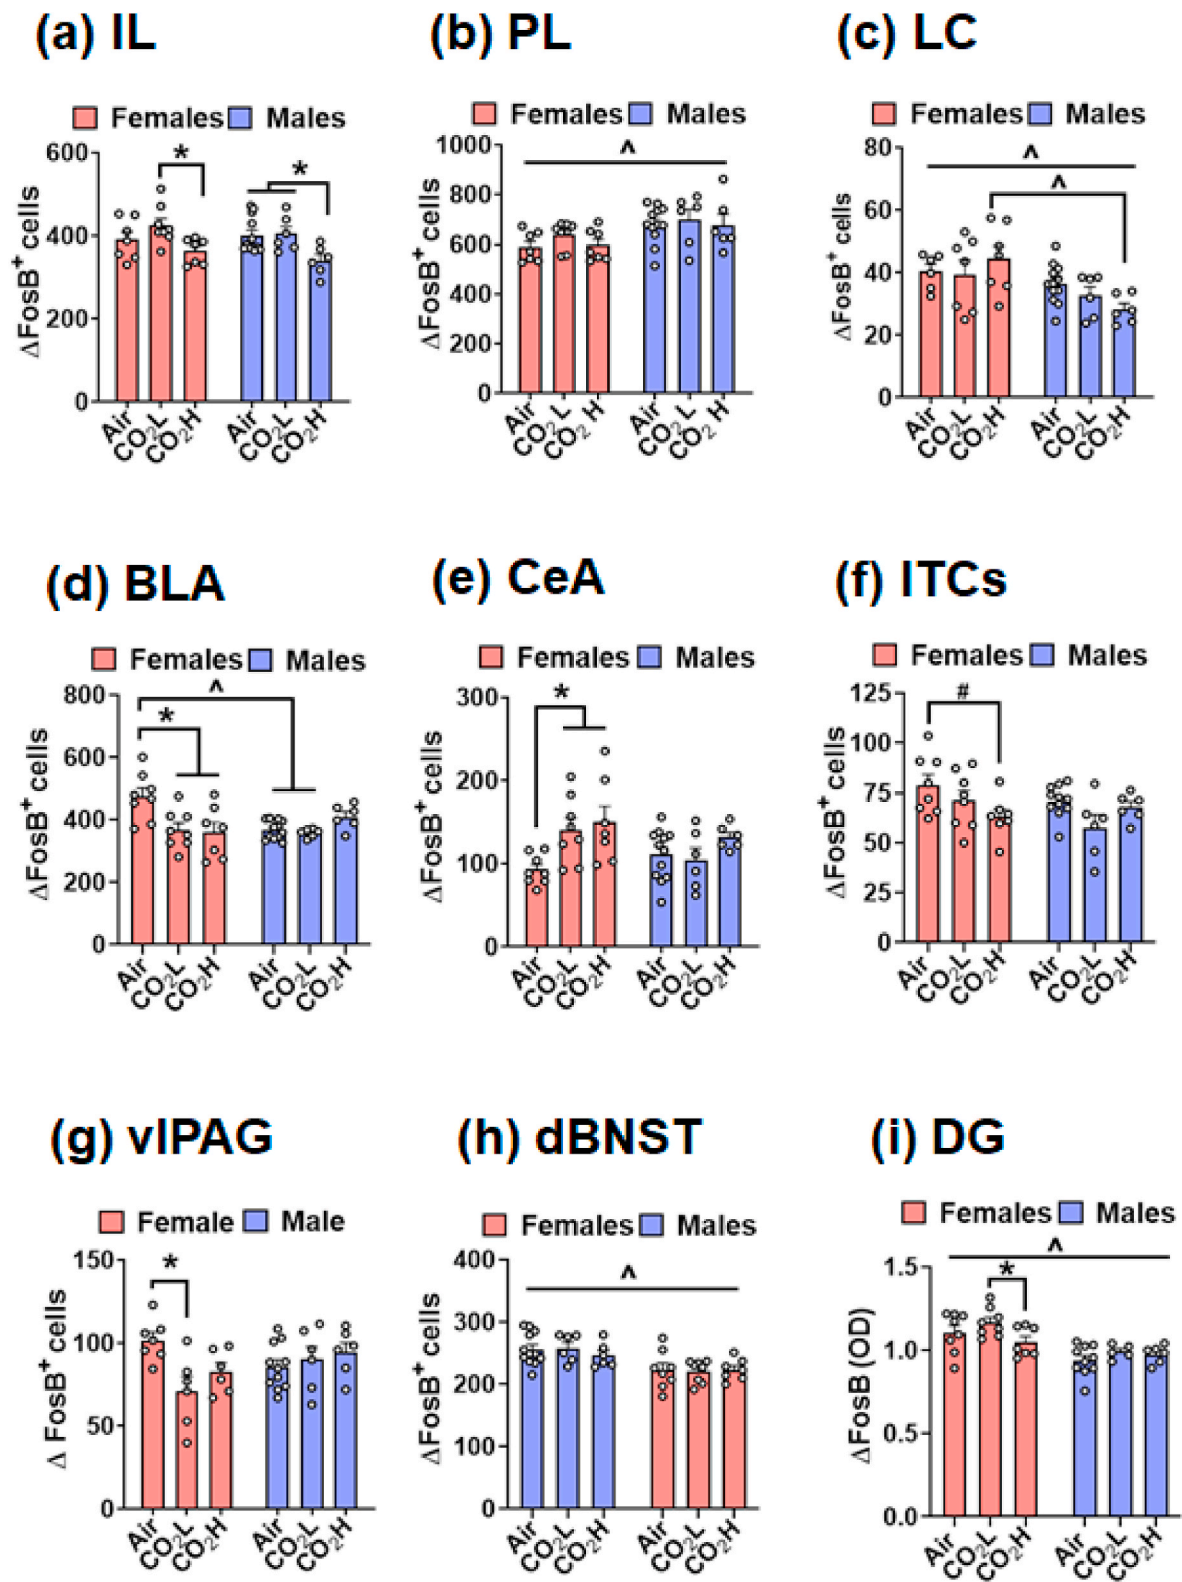 (a) IL
(b) PL
(c) LC
Females Males
Females Males
Females Males
ΔFosB+ cells
600
400
200
0
*
*
Air
CO2L
CO2H
Air
CO2L
CO2H
ΔFosB+ cells
1000
800
600
400
200
0
^
Air
CO2L
CO2 H
Air
CO2L
CO2 H
ΔFosB+ cells
80
60
40
20
0
^
^
Air
CO2L
CO2H
Air
CO2L
CO2H
(d) BLA
(e) CeA
(f) ITCs
Females Males
Females Males
Females Males
ΔFosB+ cells
800
600
400
200
0
^
*
Air
CO2L
CO2H
Air
CO2L
CO2H
ΔFosB+ cells
300
200
100
0
*
Air
CO2L
CO2H
Air
CO2L
CO2H
ΔFosB+ cells
125
100
75
50
25
0
#
Air
CO2L
CO2H
Air
CO2L
CO2H
(g) vlPAG
(h) dBNST
(i) DG
Female Male
Females Males
Females Males
Δ FosB+ cells
150
100
50
0
*
Air
CO2L
CO2H
Air
CO2L
CO2H
ΔFosB+ cells
400
300
200
100
0
^
Air
CO2L
CO2H
Air
CO2L
CO2H
ΔFosB (OD)
1.5
1.0
0.5
0.0
^
*
Air
CO2L
CO2H
Air
CO2L
CO2H